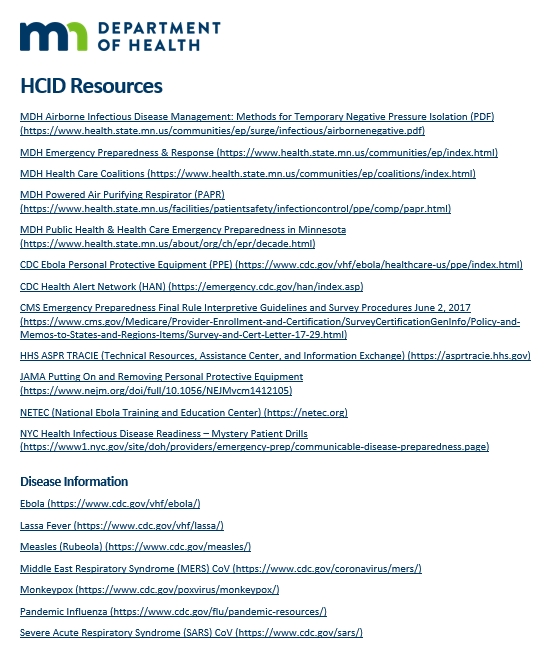 mn DEPARTMENT
OF HEALTH
HCID Resources
MDH Airborne Infectious Disease Management: Methods for Temporary Negative Pressure Isolation (PDF)
(https://www.health.state.mn.us/communities/ep/surge/infectious/airbornenegative.pdf)
MDH Emergency Preparedness & Response (https://www.health.state.mn.us/communities/ep/index.html)
MDH Health Care Coalitions (https://www.health.state.mn.us/communities/ep/coalitions/index.html)
MDH Powered Air Purifying Respirator (PAPR)
(https://www.health.state.mn.us/facilities/patientsafety/infectioncontrol/ppe/comp/papr.html)
MDH Public Health & Health Care Emergency Preparedness in Minnesota
(https://www.health.state.mn.us/about/org/ch/epr/decade.html)
CDC Ebola Personal Protective Equipment (PPE) (https://www.cdc.gov/vhf/ebola/healthcare-us/ppe/index.html)
CDC Health Alert Network (HAN) (https://emergency.cdc.gov/han/index.asp)
CMS Emergency Preparedness Final Rule Interpretive Guidelines and Survey Procedures June 2, 2017
(https://www.cms.gov/Medicare/Provider-Enrollment-and-Certification/SurveyCertificationGenInfo/Policy-and-
Memos-to-States-and-Regions-Items/Survey-and-Cert-Letter-17-29.html)
HHS ASPR TRACIE (Technical Resources, Assistance Center, and Information Exchange) (https://asprtracie.hhs.gov)
JAMA Putting On and Removing Personal Protective Equipment
(https://www.nejm.org/doi/full/10.1056/NEJMvcm1412105)
NETEC (National Ebola Training and Education Center) (https://netec.org)
NYC Health Infectious Disease Readiness – Mystery Patient Drills
(https://www1.nyc.gov/site/doh/providers/emergency-prep/communicable-disease-preparedness.page)
Disease Information
Ebola (https://www.cdc.gov/vhf/ebola/)
Lassa Fever (https://www.cdc.gov/vhf/lassa/)
Measles (Rubeola) (https://www.cdc.gov/measles/)
Middle East Respiratory Syndrome (MERS) CoV (https://www.cdc.gov/coronavirus/mers/)
Monkeypox (https://www.cdc.gov/poxvirus/monkeypox/)
Pandemic Influenza (https://www.cdc.gov/flu/pandemic-resources/)
Severe Acute Respiratory Syndrome (SARS) CoV (https://www.cdc.gov/sars/)